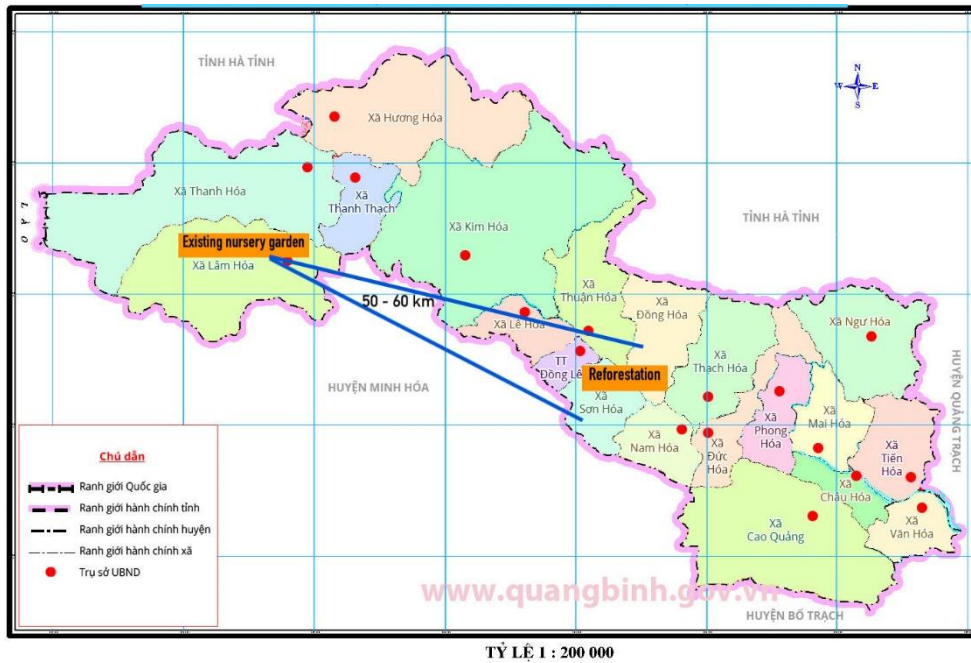 TỈNH HÀ TĨNH
N
W E
S
Xã Hương Hóa
Xã Thanh Hóa
Xã
Thanh Thạch
LÀO
Xã Kim Hóa
TỈNH HÀ TĨNH
Existing nursery garden
Xã Lâm Hóa
50 - 60 km
Xã
Thuận Hóa
Xã
Đồng Hóa
Xã Lê Hóa
Xã Ngư Hóa
TT
Đồng Lê
Xã
Thạch Hóa
HUYỆN MINH HÓA
Reforestation
Xã
Sơn Hóa
HUYỆN QUẢNG TRẠCH
Xã
Nam Hóa
Xã
Đức
Hóa
Xã
Phong
Hóa
Xã
Mai Hóa
Xã
Tiến
Hóa
Xã
Châu Hóa
Xã
Cao Quảng
Xã
Văn Hóa
Chú dẫn
Ranh giới Quốc gia
Ranh giới hành chính tỉnh
Ranh giới hành chính huyện
Ranh giới hành chính xã
Trụ sở UBND
www.quangbinh.gov.vn
HUYỆN BỐ TRẠCH
TỶ LỆ 1 : 200 000